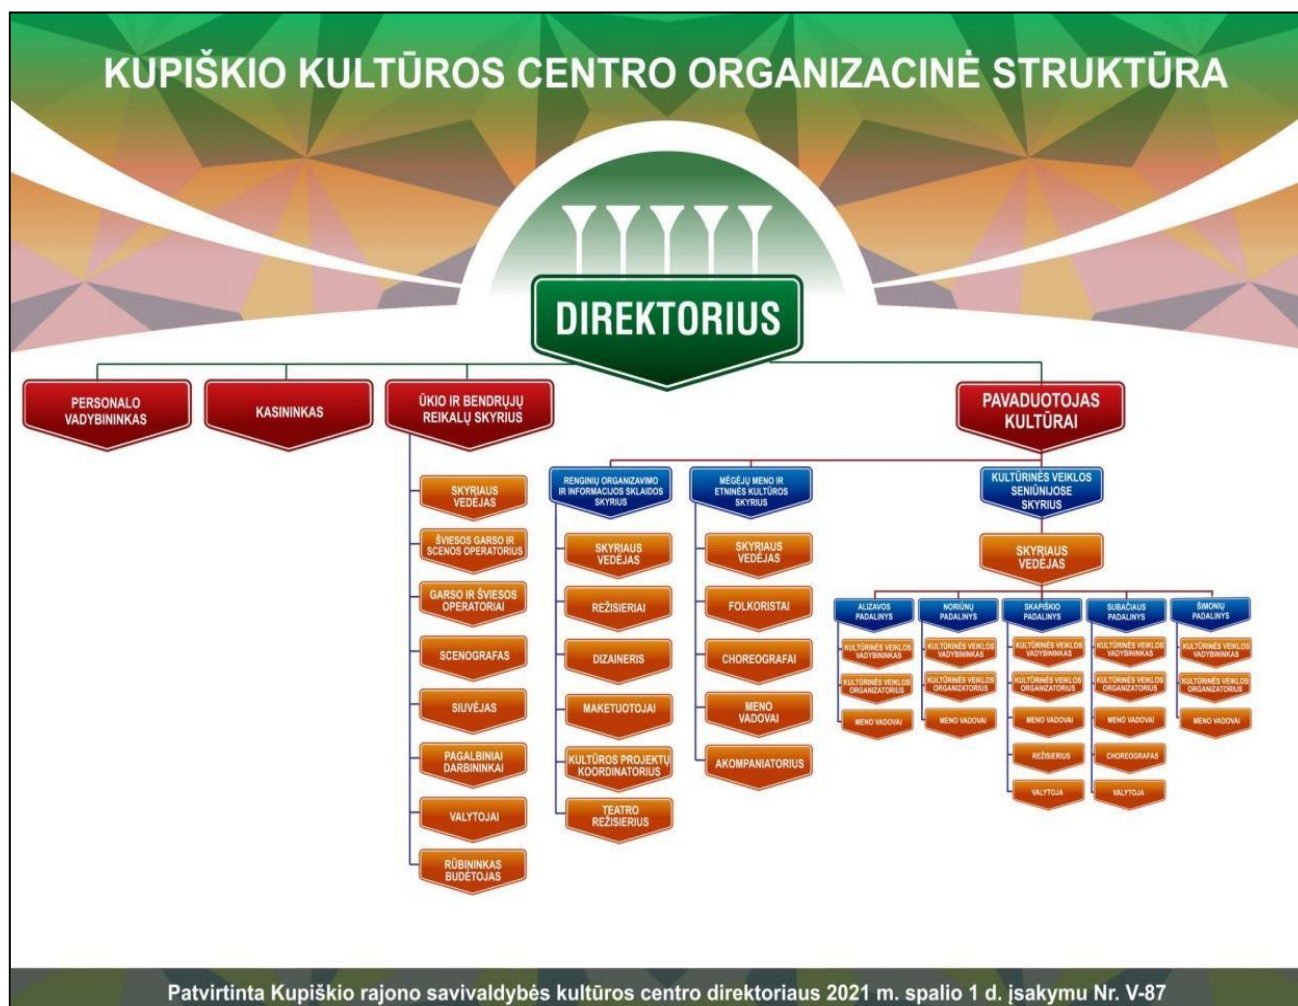 KUPIŠKIO KULTŪROS CENTRO ORGANIZACINĖ STRUKTŪRA
DIREKTORIUS
PERSONALO
VADYBININKAS
KASININKAS
ŪKIO IR BENDRŲJŲ
REIKALŲ SKYRIUS
PAVADUOTOJAS
KULTŪRAI
SKYRIAUS
VEDĖJAS
ŠVIESOS GARSO IR
SCENOS OPERATORIUS
GARSO IR ŠVIESOS
OPERATORIAI
SCENOGRAFAS
SIUVĖJAS
PAGALBINIAI
DARBININKAI
VALYTOJAI
RŪBININKAS
BUDĖTOJAS
RENGINIŲ ORGANIZAVIMO
IR INFORMACIJOS SKLAIDOS
SKYRIUS
SKYRIAUS
VEDĖJAS
REŽISIERIAI
DIZAINERIS
MAKETUOTOJAI
KULTŪROS PROJEKTŲ
KOORDINATORIUS
TEATRO
REŽISIERIUS
MĖGĖJŲ MENO IR
ETNINĖS KULTŪROS
SKYRIUS
SKYRIAUS
VEDĖJAS
FOLKORISTAI
CHOREOGRAFAI
MENO
VADOVAI
AKOMPANIATORIUS
KULTŪRINĖS VEIKLOS
SENIŪNIJOSE
SKYRIUS
SKYRIAUS
VEDĖJAS
ALIZAVOS
PADALINYS
KULTŪRINĖS VEIKLOS
VADYBININKAS
KULTŪRINĖS VEIKLOS
ORGANIZATORIUS
MENO VADOVAI
NORIŪNŲ
PADALINYS
KULTŪRINĖS VEIKLOS
VADYBININKAS
KULTŪRINĖS VEIKLOS
ORGANIZATORIUS
MENO VADOVAI
SKAPIŠKIO
PADALINYS
KULTŪRINĖS VEIKLOS
VADYBININKAS
KULTŪRINĖS VEIKLOS
ORGANIZATORIUS
MENO VADOVAI
REŽISIERIUS
VALYTOJA
SUBAČIAUS
PADALINYS
KULTŪRINĖS VEIKLOS
VADYBININKAS
KULTŪRINĖS VEIKLOS
ORGANIZATORIUS
MENO VADOVAI
CHOREOGRAFAS
VALYTOJA
ŠIMONIŲ
PADALINYS
KULTŪRINĖS VEIKLOS
VADYBININKAS
KULTŪRINĖS VEIKLOS
ORGANIZATORIUS
MENO VADOVAI
Patvirtinta Kupiškio rajono savivaldybės kultūros centro direktoriaus 2021 m. spalio 1 d. įsakymu Nr. V-87